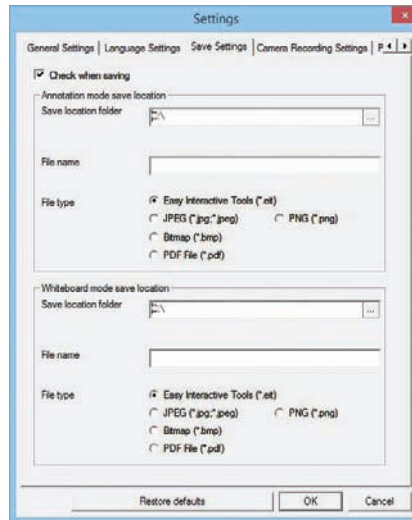 Settings
General Settings Language Settings Save Settings Camera Recording Settings
Check when saving
Annotation mode save location
Save location folder
...
File name
File type Easy Interactive Tools (*.eit)
JPEG (*.jpg;*.jpeg) PNG (*.png)
Bitmap (*.bmp)
PDF File (*.pdf)
Whiteboard mode save location
Save location folder
...
File name
File type Easy Interactive Tools (*.eit)
JPEG (*.jpg;*.jpeg) PNG (*.png)
Bitmap (*.bmp)
PDF File (*.pdf)
Restore defaults OK Cancel